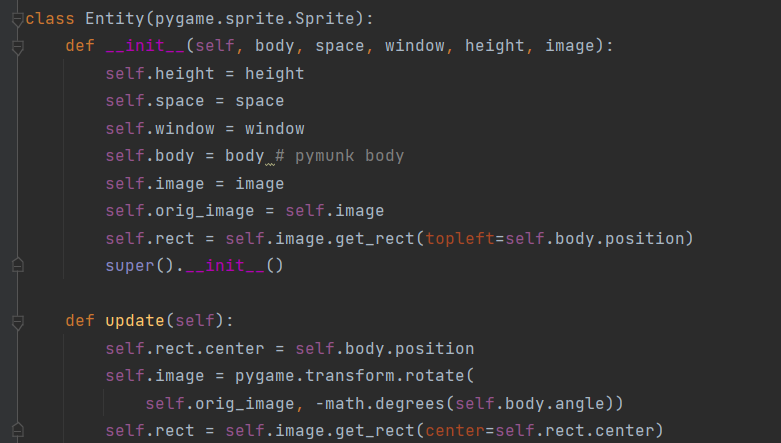 class Entity(pygame.sprite.Sprite):
    def __init__(self, body, space, window, height, image):
        self.height = height
        self.space = space
        self.window = window
        self.body = body # pymunk body
        self.image = image
        self.orig_image = self.image
        self.rect = self.image.get_rect(topleft=self.body.position)
        super().__init__()

    def update(self):
        self.rect.center = self.body.position
        self.image = pygame.transform.rotate(
            self.orig_image, -math.degrees(self.body.angle))
        self.rect = self.image.get_rect(center=self.rect.center)